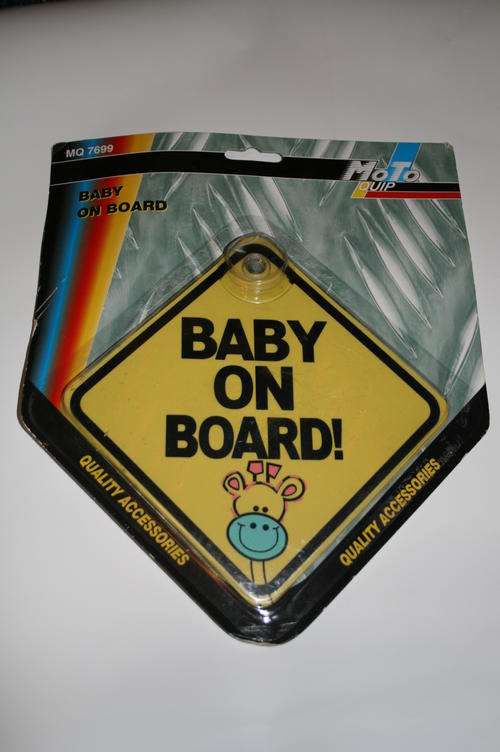 MQ 7699
MoTo
QUIP
BABY
ON BOARD
BABY
ON
BOARD!
QUALITY ACCESSORIES
QUALITY ACCESSORIES